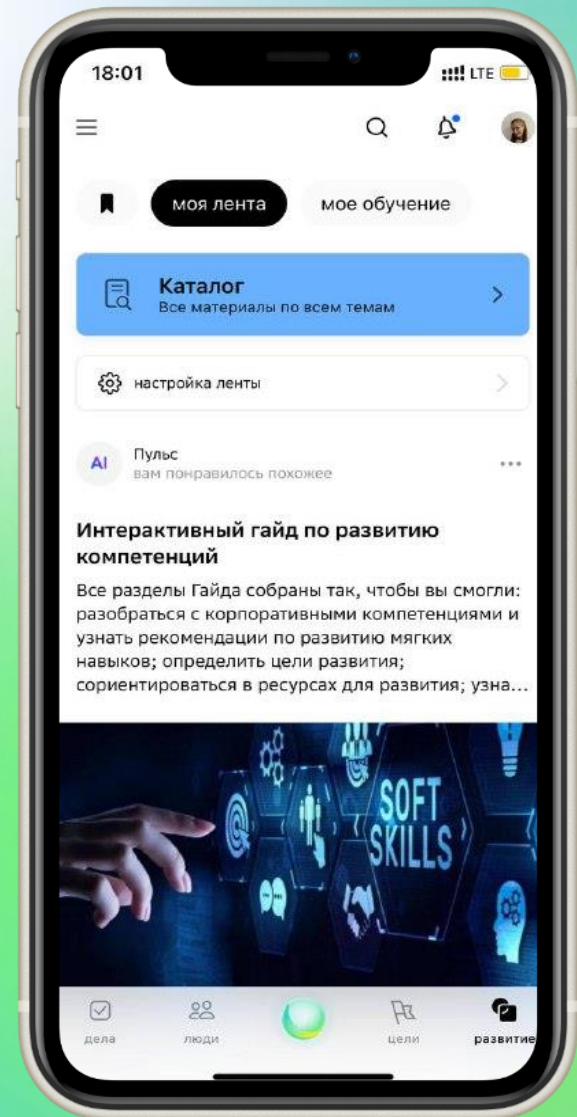 18:01
LTE
моя лента
мое обучение
Каталог
Все материалы по всем темам
настройка ленты
AI
Пульс
вам понравилось похожее
Интерактивный гайд по развитию
компетенций
Все разделы Гайда собраны так, чтобы вы смогли:
разобраться с корпоративными компетенциями и
узнать рекомендации по развитию мягких
навыков; определить цели развития;
сориентироваться в ресурсах для развития; узна...
SOFT
SKILLS
дела
люди
цели
развитие